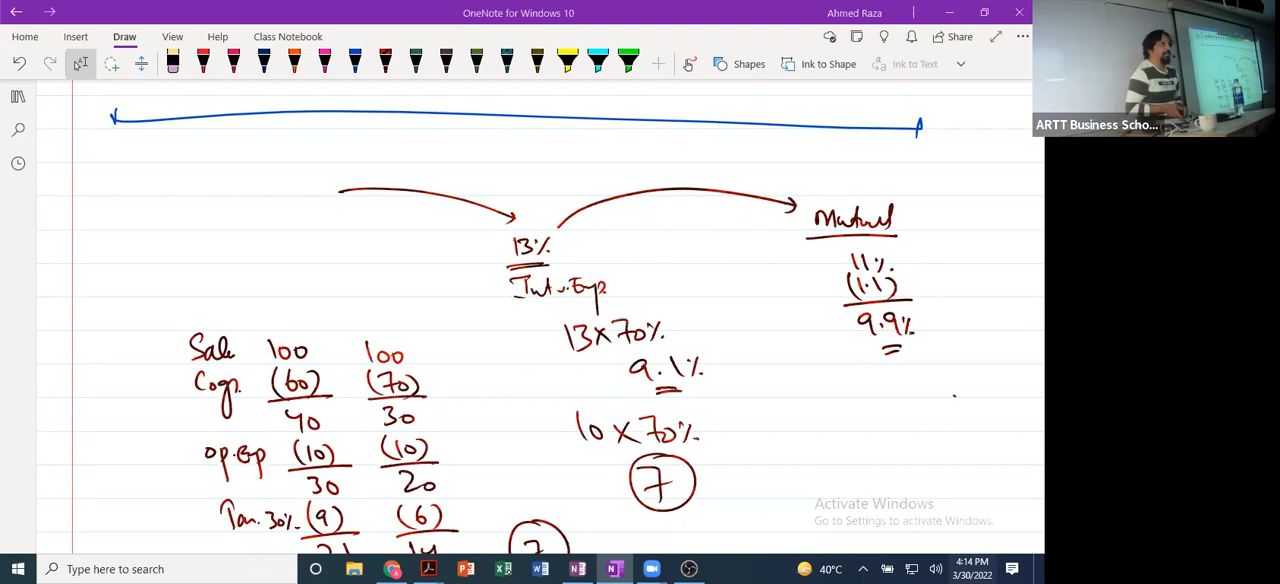 OneNote for Windows 10
Ahmed Raza
Home Insert Draw View Help Class Notebook
Share
Shapes Ink to Shape Ink to Text
ARTT Business Scho...
Mutual
13%
11%
Int. Exp
(1.1)
9.9%
13 x 70%
9.1%
Sale 100 100
Cogs (60) (70)
40 30
10 x 70%
Op. Exp (10) (10)
30 20
7
Tax. 30% (9) (6)
21 14
7
Activate Windows
Go to Settings to activate Windows.
Type here to search
40°C
4:14 PM
3/30/2022